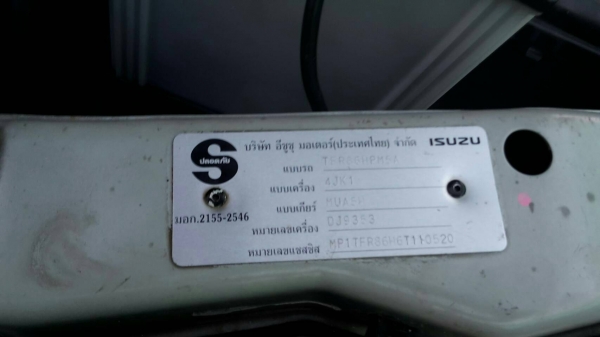 บริษัท อีซูซุ มอเตอร์(ประเทศไทย) จำกัด ISUZU
S
ปลอดภัย
มอก.2155-2546
แบบรถ
แบบเครื่อง 4JK1
แบบเกียร์
หมายเลขเครื่อง DJ9353
หมายเลขแชสซิส